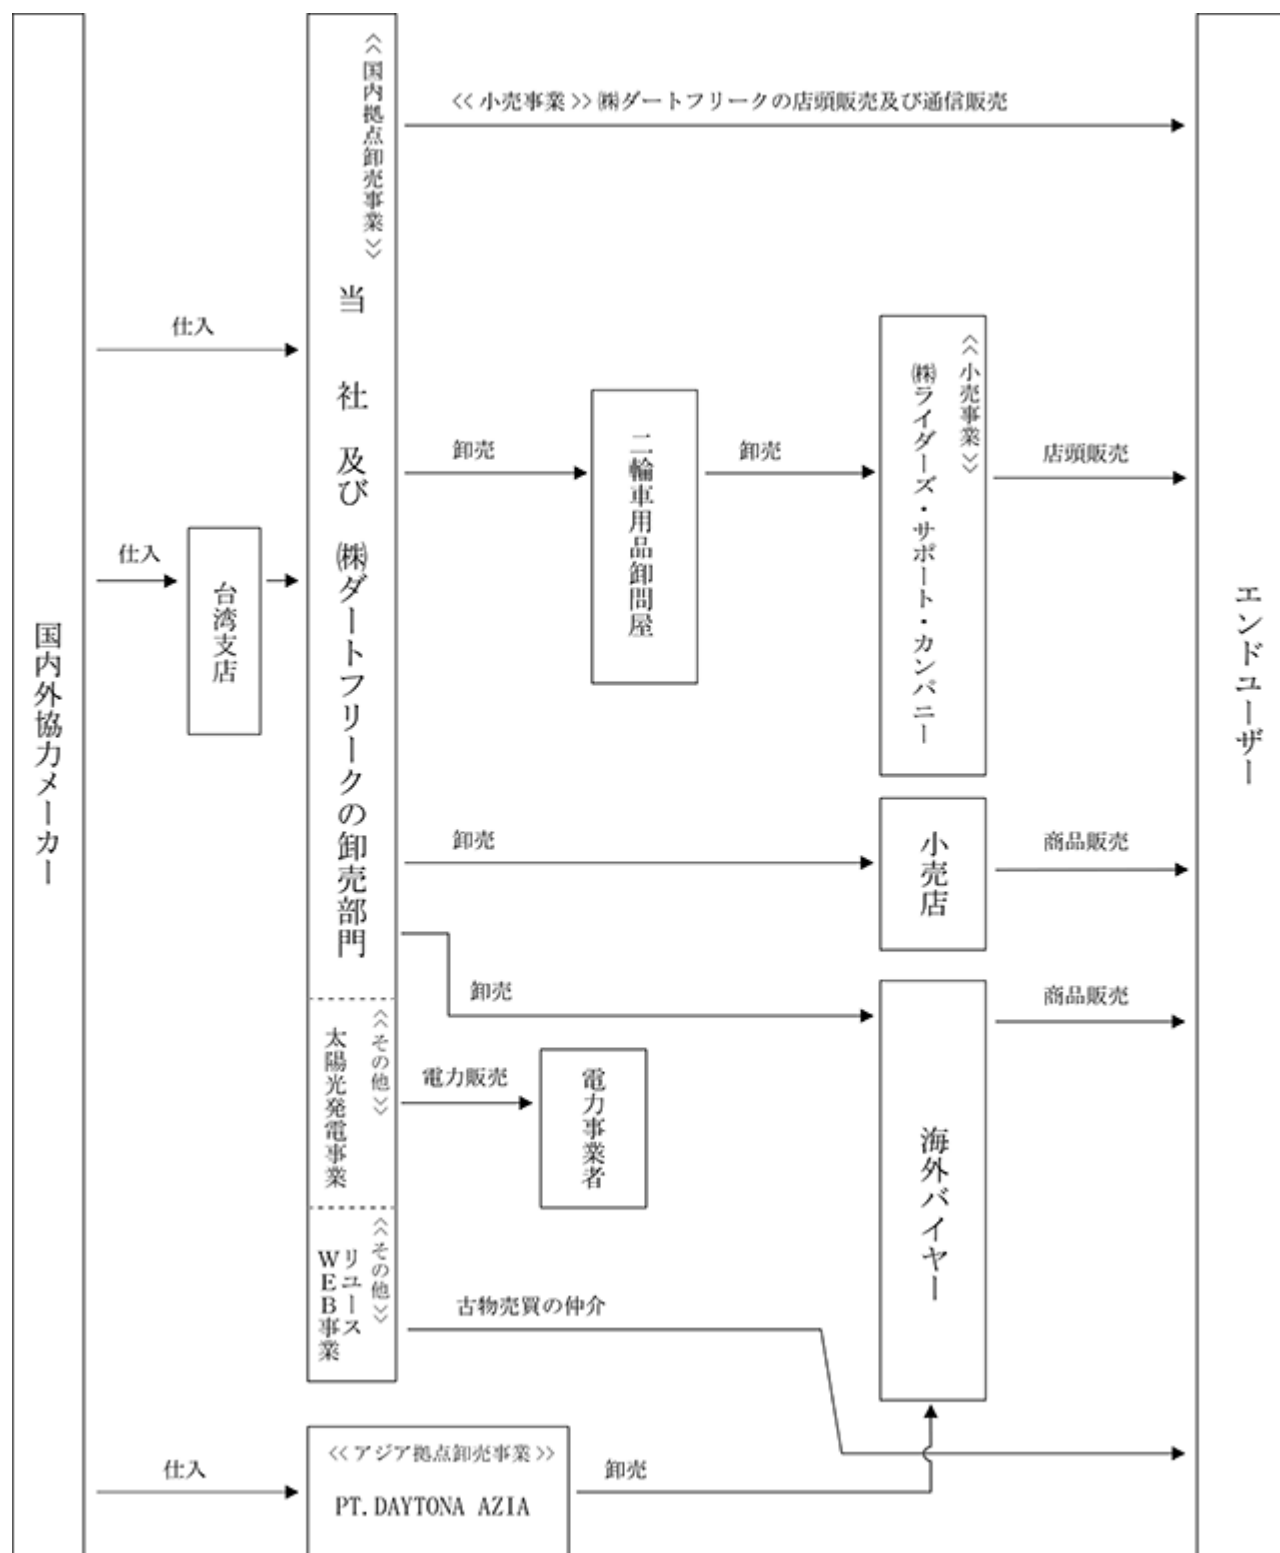 国内外協力メーカー
仕入
仕入
台湾支店
仕入
<<国内拠点卸売事業>>
当社及び㈱ダートフリークの卸売部門
<<その他>>
太陽光発電事業
<<その他>>
リユース
WEB事業
<<アジア拠点卸売事業>>
PT.DAYTONA AZIA
<<小売事業>>㈱ダートフリークの店頭販売及び通信販売
卸売
二輪車用品卸問屋
卸売
<<小売事業>>
㈱ライダーズ・サポート・カンパニー
店頭販売
卸売
小売店
商品販売
卸売
海外バイヤー
商品販売
電力販売
電力事業者
古物売買の仲介
卸売
エンドユーザー